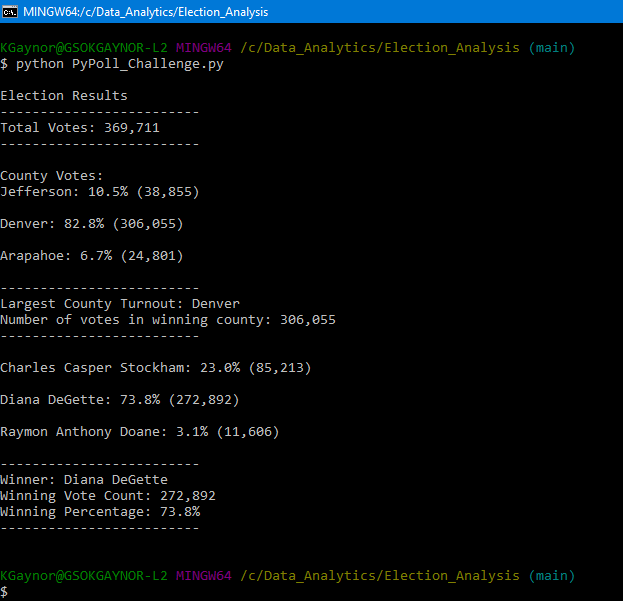 MINGW64:/c/Data_Analytics/Election_Analysis
KGaynor@GSOKGAYNOR-L2 MINGW64 /c/Data_Analytics/Election_Analysis (main)
$ python PyPoll_Challenge.py
Election Results
-------------------------
Total Votes: 369,711
-------------------------
County Votes:
Jefferson: 10.5% (38,855)
Denver: 82.8% (306,055)
Arapahoe: 6.7% (24,801)
-------------------------
Largest County Turnout: Denver
Number of votes in winning county: 306,055
-------------------------
Charles Casper Stockham: 23.0% (85,213)
Diana DeGette: 73.8% (272,892)
Raymon Anthony Doane: 3.1% (11,606)
-------------------------
Winner: Diana DeGette
Winning Vote Count: 272,892
Winning Percentage: 73.8%
-------------------------
KGaynor@GSOKGAYNOR-L2 MINGW64 /c/Data_Analytics/Election_Analysis (main)
$